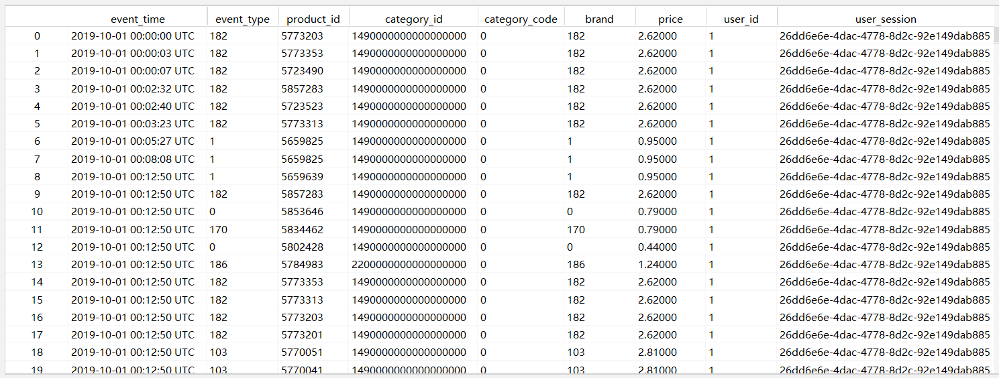 event_time event_type product_id category_id category_code brand price user_id user_session
0 2019-10-01 00:00:00 UTC 182 5773203 1490000000000000000 0 182 2.62000 1 26dd6e6e-4dac-4778-8d2c-92e149dab885
1 2019-10-01 00:00:03 UTC 182 5773353 1490000000000000000 0 182 2.62000 1 26dd6e6e-4dac-4778-8d2c-92e149dab885
2 2019-10-01 00:00:07 UTC 182 5723490 1490000000000000000 0 182 2.62000 1 26dd6e6e-4dac-4778-8d2c-92e149dab885
3 2019-10-01 00:02:32 UTC 182 5857283 1490000000000000000 0 182 2.62000 1 26dd6e6e-4dac-4778-8d2c-92e149dab885
4 2019-10-01 00:02:40 UTC 182 5723523 1490000000000000000 0 182 2.62000 1 26dd6e6e-4dac-4778-8d2c-92e149dab885
5 2019-10-01 00:03:23 UTC 182 5773313 1490000000000000000 0 182 2.62000 1 26dd6e6e-4dac-4778-8d2c-92e149dab885
6 2019-10-01 00:05:27 UTC 1 5659825 1490000000000000000 0 1 0.95000 1 26dd6e6e-4dac-4778-8d2c-92e149dab885
7 2019-10-01 00:08:08 UTC 1 5659825 1490000000000000000 0 1 0.95000 1 26dd6e6e-4dac-4778-8d2c-92e149dab885
8 2019-10-01 00:12:50 UTC 1 5659639 1490000000000000000 0 1 0.95000 1 26dd6e6e-4dac-4778-8d2c-92e149dab885
9 2019-10-01 00:12:50 UTC 182 5857283 1490000000000000000 0 182 2.62000 1 26dd6e6e-4dac-4778-8d2c-92e149dab885
10 2019-10-01 00:12:50 UTC 0 5853646 1490000000000000000 0 0 0.79000 1 26dd6e6e-4dac-4778-8d2c-92e149dab885
11 2019-10-01 00:12:50 UTC 170 5834462 1490000000000000000 0 170 0.79000 1 26dd6e6e-4dac-4778-8d2c-92e149dab885
12 2019-10-01 00:12:50 UTC 0 5802428 1490000000000000000 0 0 0.44000 1 26dd6e6e-4dac-4778-8d2c-92e149dab885
13 2019-10-01 00:12:50 UTC 186 5784983 2200000000000000000 0 186 1.24000 1 26dd6e6e-4dac-4778-8d2c-92e149dab885
14 2019-10-01 00:12:50 UTC 182 5773353 1490000000000000000 0 182 2.62000 1 26dd6e6e-4dac-4778-8d2c-92e149dab885
15 2019-10-01 00:12:50 UTC 182 5773313 1490000000000000000 0 182 2.62000 1 26dd6e6e-4dac-4778-8d2c-92e149dab885
16 2019-10-01 00:12:50 UTC 182 5773203 1490000000000000000 0 182 2.62000 1 26dd6e6e-4dac-4778-8d2c-92e149dab885
17 2019-10-01 00:12:50 UTC 182 5773201 1490000000000000000 0 182 2.62000 1 26dd6e6e-4dac-4778-8d2c-92e149dab885
18 2019-10-01 00:12:50 UTC 103 5770051 1490000000000000000 0 103 2.81000 1 26dd6e6e-4dac-4778-8d2c-92e149dab885
19 2019-10-01 00:12:50 UTC 103 5770041 1490000000000000000 0 103 2.81000 1 26dd6e6e-4dac-4778-8d2c-92e149dab885